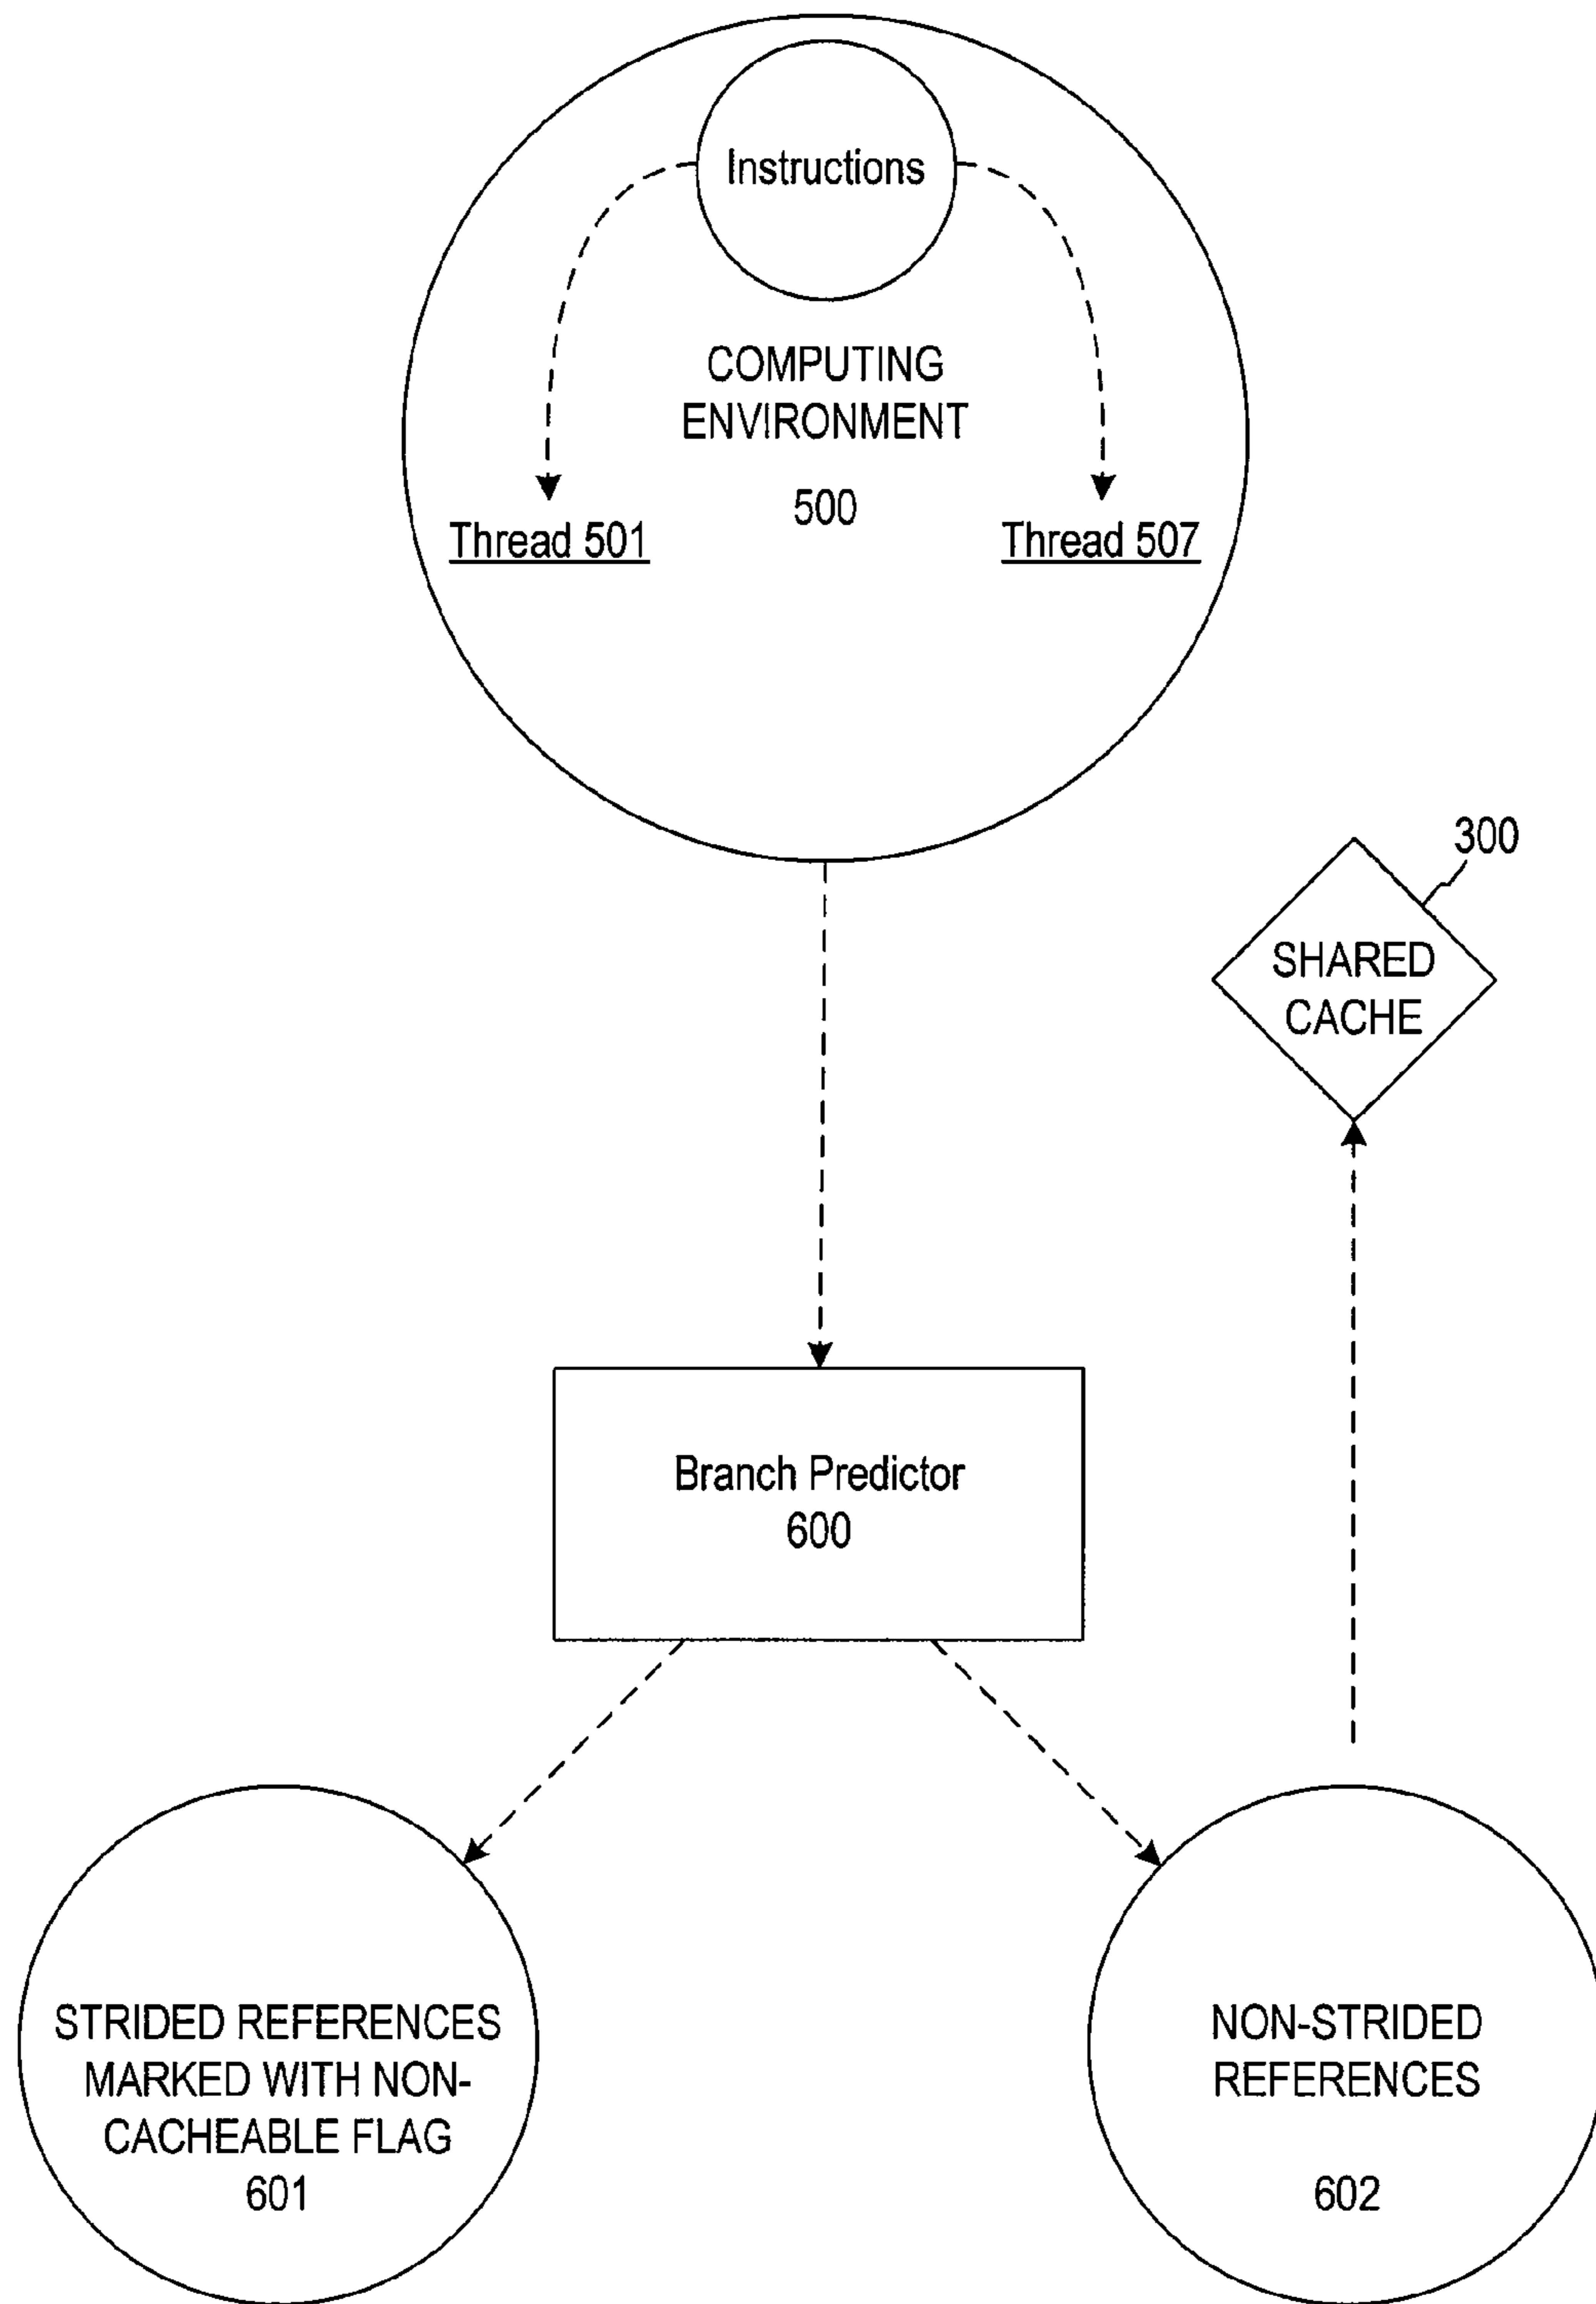 Instructions
COMPUTING
ENVIRONMENT
500
Thread 501
Thread 507
300
SHARED
CACHE
Branch Predictor
600
STRIDED REFERENCES
MARKED WITH NON-
CACHEABLE FLAG
601
NON-STRIDED
REFERENCES
602